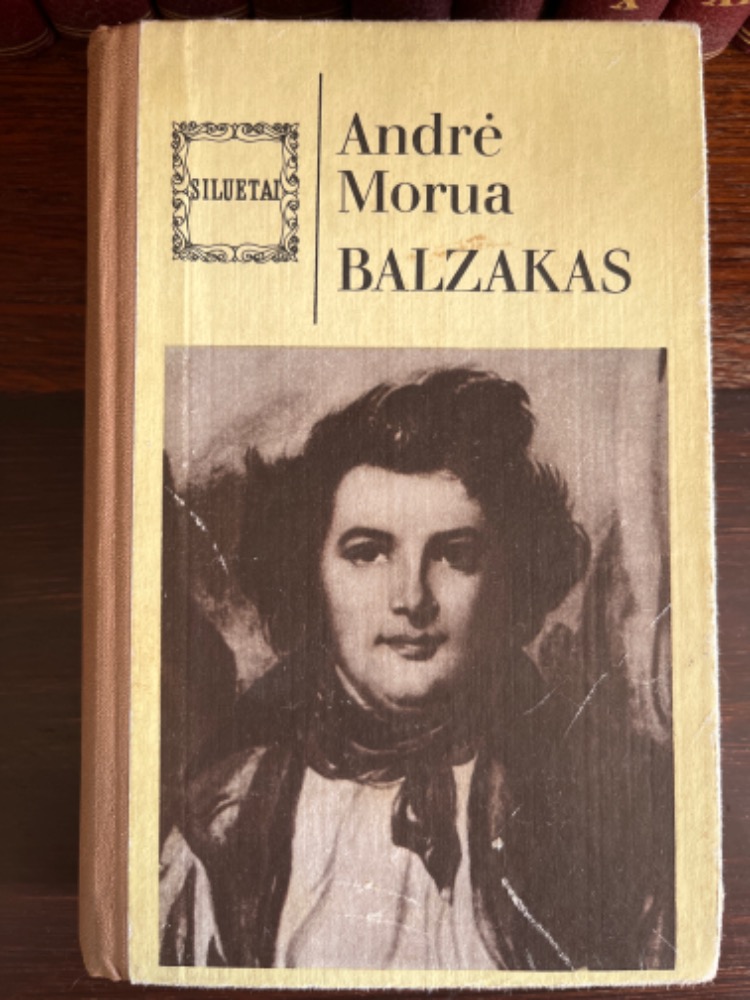 SILUETAI
Andrė
Morua
BALZAKAS
X